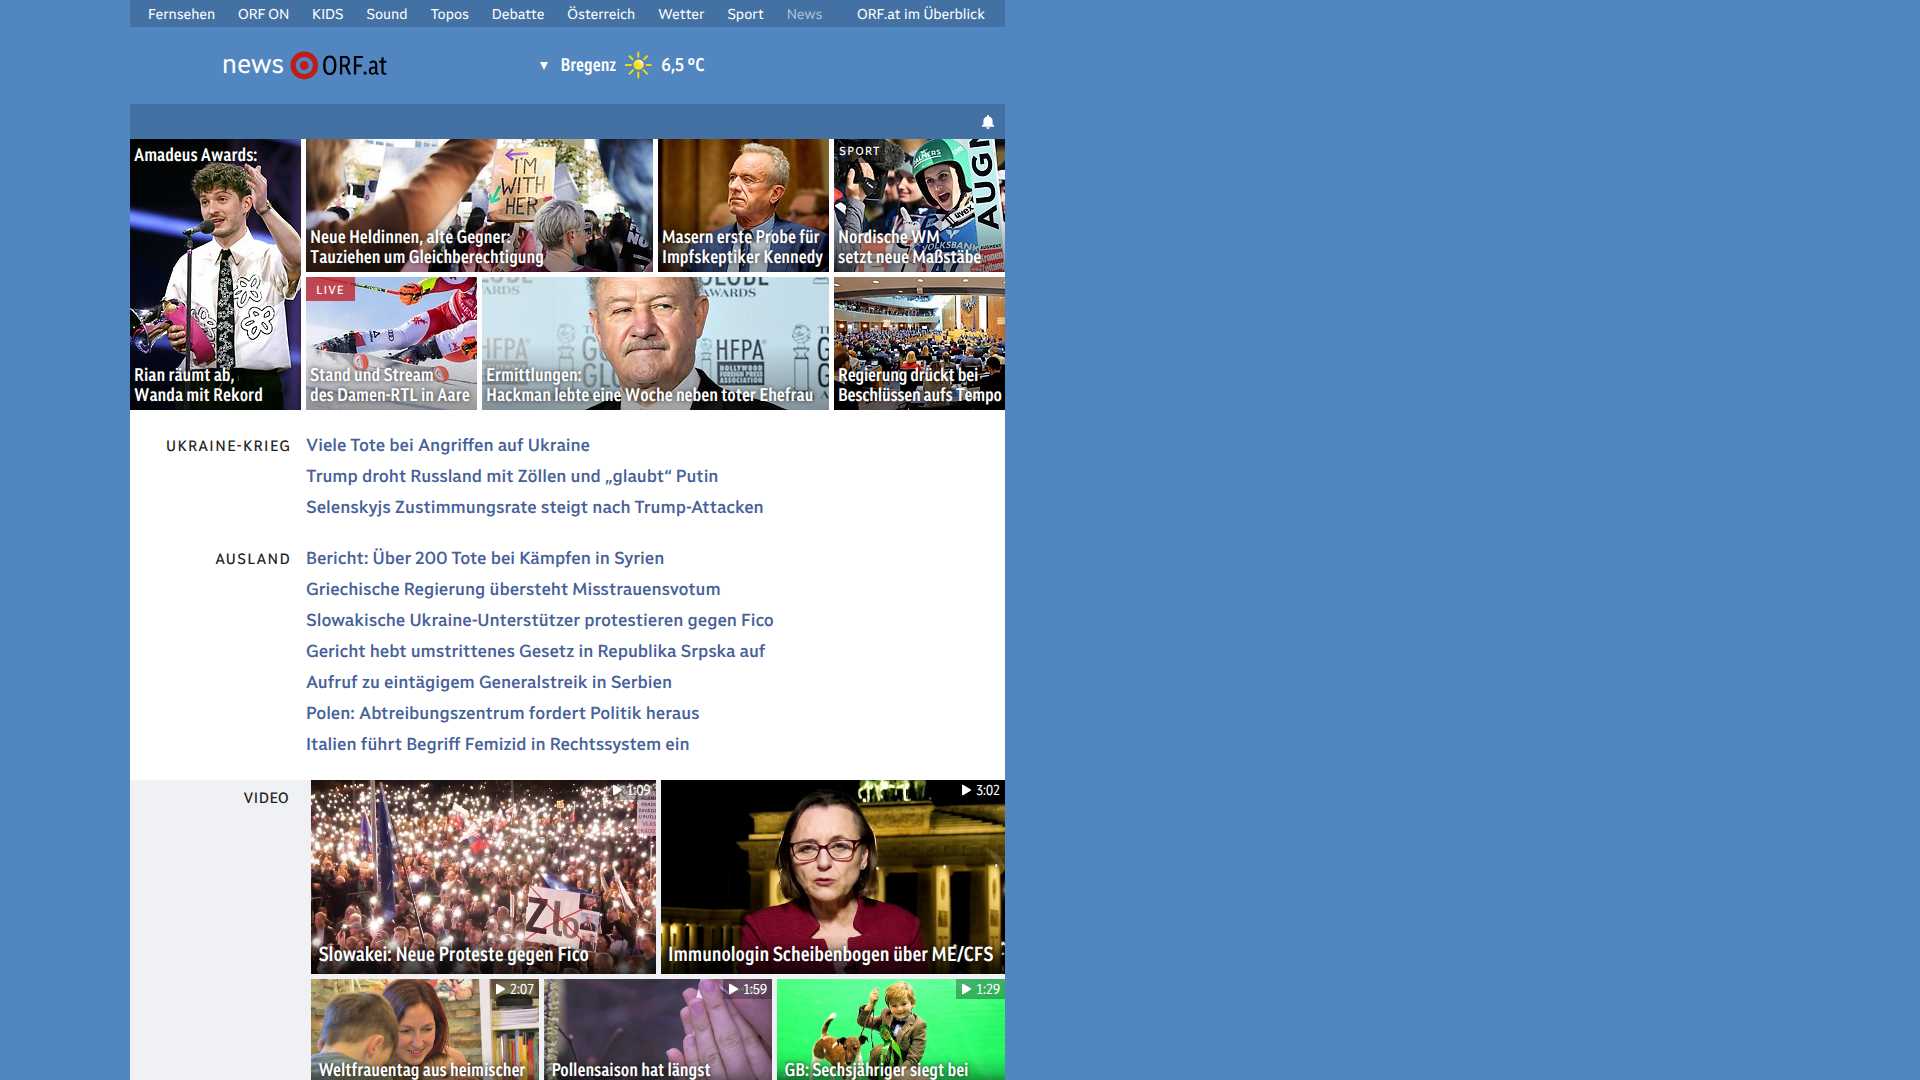 Fernsehen ORF ON KIDS Sound Topos Debatte Österreich Wetter Sport News ORF.at im Überblick
news ORF.at
Bregenz 6,5 °C
Amadeus Awards:
Rian räumt ab,
Wanda mit Rekord
I'M
WITH
HER
Neue Heldinnen, alte Gegner:
Tauziehen um Gleichberechtigung
Masern erste Probe für
Impfskeptiker Kennedy
SPORT
Nordische WM
setzt neue Maßstäbe
LIVE
Stand und Stream
des Damen-RTL in Aare
AWARDS
HFPA
HOLLYWOOD
FOREIGN PRESS
ASSOCIATION
Ermittlungen:
Hackman lebte eine Woche neben toter Ehefrau
Regierung drückt bei
Beschlüssen aufs Tempo
UKRAINE-KRIEG
Viele Tote bei Angriffen auf Ukraine
Trump droht Russland mit Zöllen und „glaubt“ Putin
Selenskyjs Zustimmungsrate steigt nach Trump-Attacken
AUSLAND
Bericht: Über 200 Tote bei Kämpfen in Syrien
Griechische Regierung übersteht Misstrauensvotum
Slowakische Ukraine-Unterstützer protestieren gegen Fico
Gericht hebt umstrittenes Gesetz in Republika Srpska auf
Aufruf zu eintägigem Generalstreik in Serbien
Polen: Abtreibungszentrum fordert Politik heraus
Italien führt Begriff Femizid in Rechtssystem ein
VIDEO
1:09
Slowakei: Neue Proteste gegen Fico
3:02
Immunologin Scheibenbogen über ME/CFS
2:07
Weltfrauentag aus heimischer
1:59
Pollensaison hat längst
1:29
GB: Sechsjähriger siegt bei